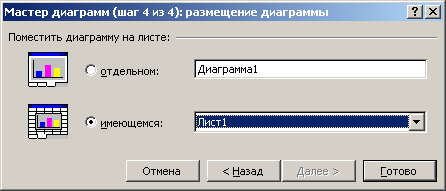 Мастер диаграмм (шаг 4 из 4): размещение диаграммы
Поместить диаграмму на листе:
отдельном: Диаграмма1
имеющемся: Лист1
Отмена < Назад Далее > Готово